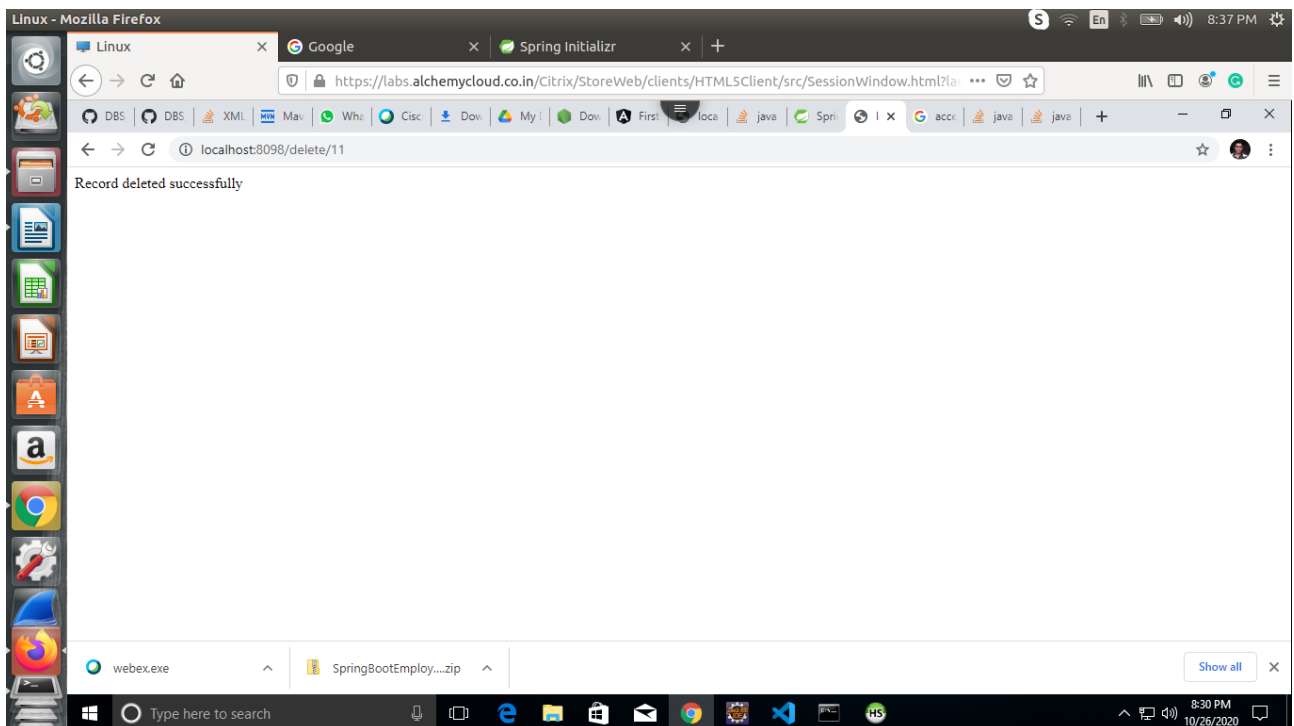 Linux - Mozilla Firefox
S En 8:37 PM
Linux Google Spring Initializr
https://labs.alchemycloud.co.in/Citrix/StoreWeb/clients/HTML5Client/src/SessionWindow.html?la
DBS DBS XML MVN Mav Wha Cisc Dow My Dow First loca java Spri acce java java
localhost:8098/delete/11
Record deleted successfully
webex.exe SpringBootEmploy....zip Show all
Type here to search HS 8:30 PM
10/26/2020